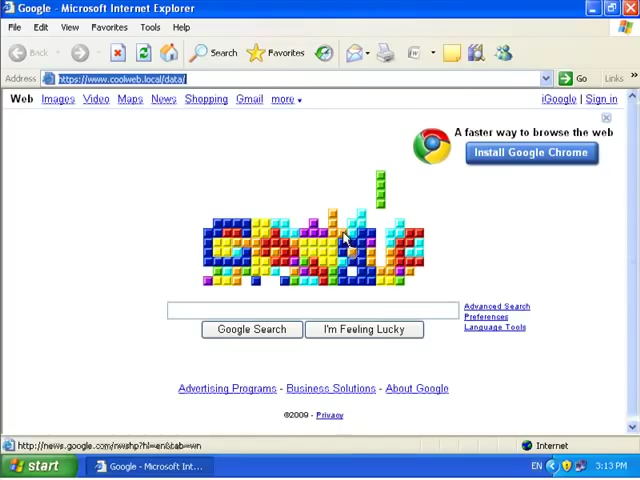 Google - Microsoft Internet Explorer
File Edit View Favorites Tools Help
Back Search Favorites W
Address https://www.coolweb.local/data/ Go Links »
Web Images Video Maps News Shopping Gmail more ▼ iGoogle | Sign in
A faster way to browse the web
Install Google Chrome
Google
Advanced Search
Preferences
Language Tools
Google Search I'm Feeling Lucky
Advertising Programs - Business Solutions - About Google
©2009 - Privacy
http://news.google.com/nwshp?hl=en&tab=wn Internet
start Google - Microsoft Int... EN 3:13 PM